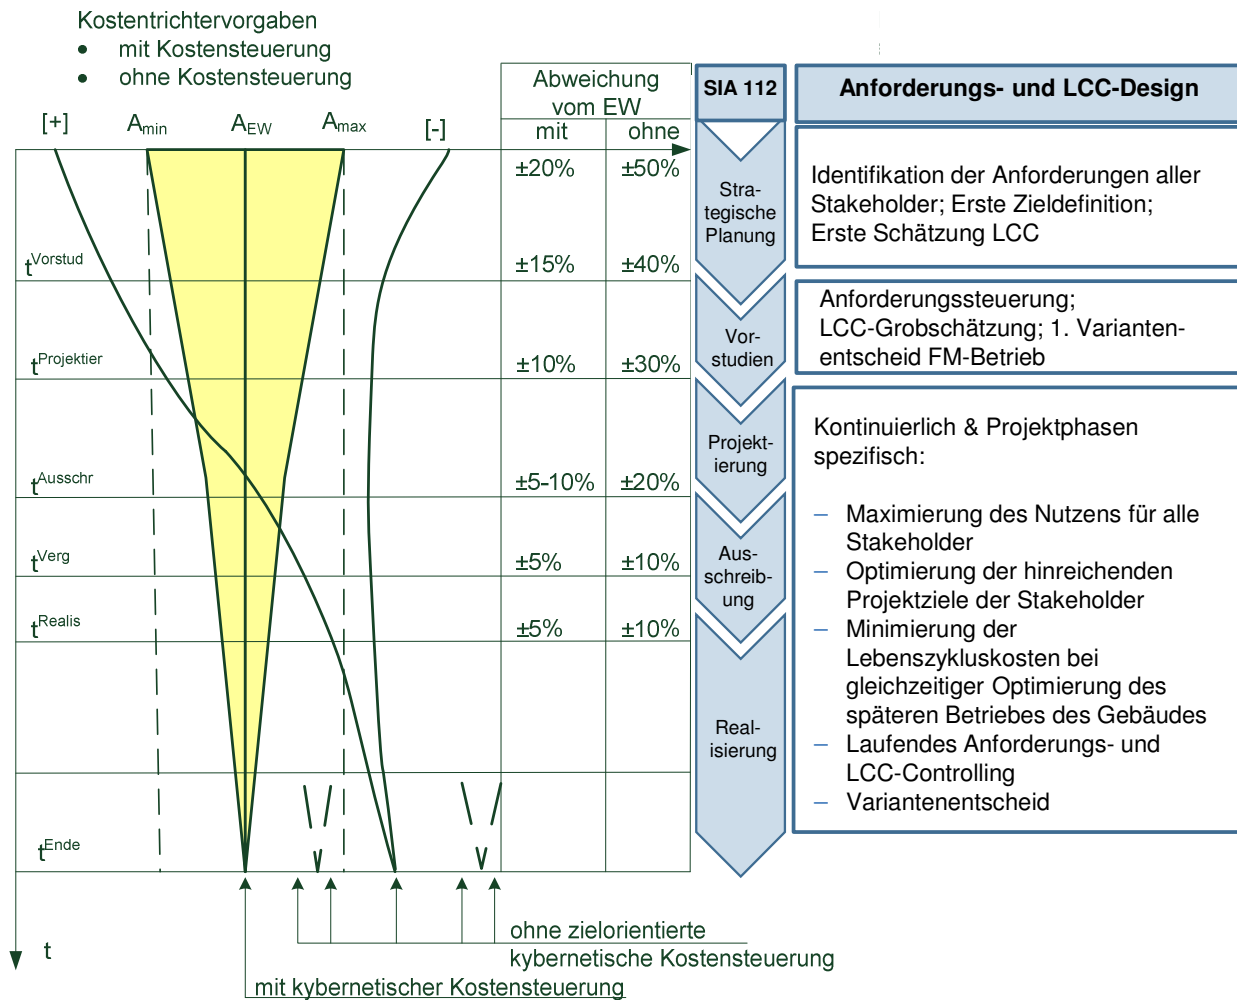 Kostentrichtervorgaben
• mit Kostensteuerung
• ohne Kostensteuerung
[+]
Amin
AEW
Amax
[-]
Abweichung
vom EW
mit
ohne
±20%
±50%
tVorstud
±15%
±40%
tProjektier
±10%
±30%
tAusschr
±5-10%
±20%
tVerg
±5%
±10%
tRealis
±5%
±10%
tEnde
t
ohne zielorientierte
kybernetische Kostensteuerung
mit kybernetischer Kostensteuerung
SIA 112
Stra-
tegische
Planung
Vor-
studien
Projekt-
ierung
Aus-
schreib-
ung
Real-
isierung
Anforderungs- und LCC-Design
Identifikation der Anforderungen aller
Stakeholder; Erste Zieldefinition;
Erste Schätzung LCC
Anforderungssteuerung;
LCC-Grobschätzung; 1. Varianten-
entscheid FM-Betrieb
Kontinuierlich & Projektphasen
spezifisch:
– Maximierung des Nutzens für alle
Stakeholder
– Optimierung der hinreichenden
Projektziele der Stakeholder
– Minimierung der
Lebenszykluskosten bei
gleichzeitiger Optimierung des
späteren Betriebes des Gebäudes
– Laufendes Anforderungs- und
LCC-Controlling
– Variantenentscheid